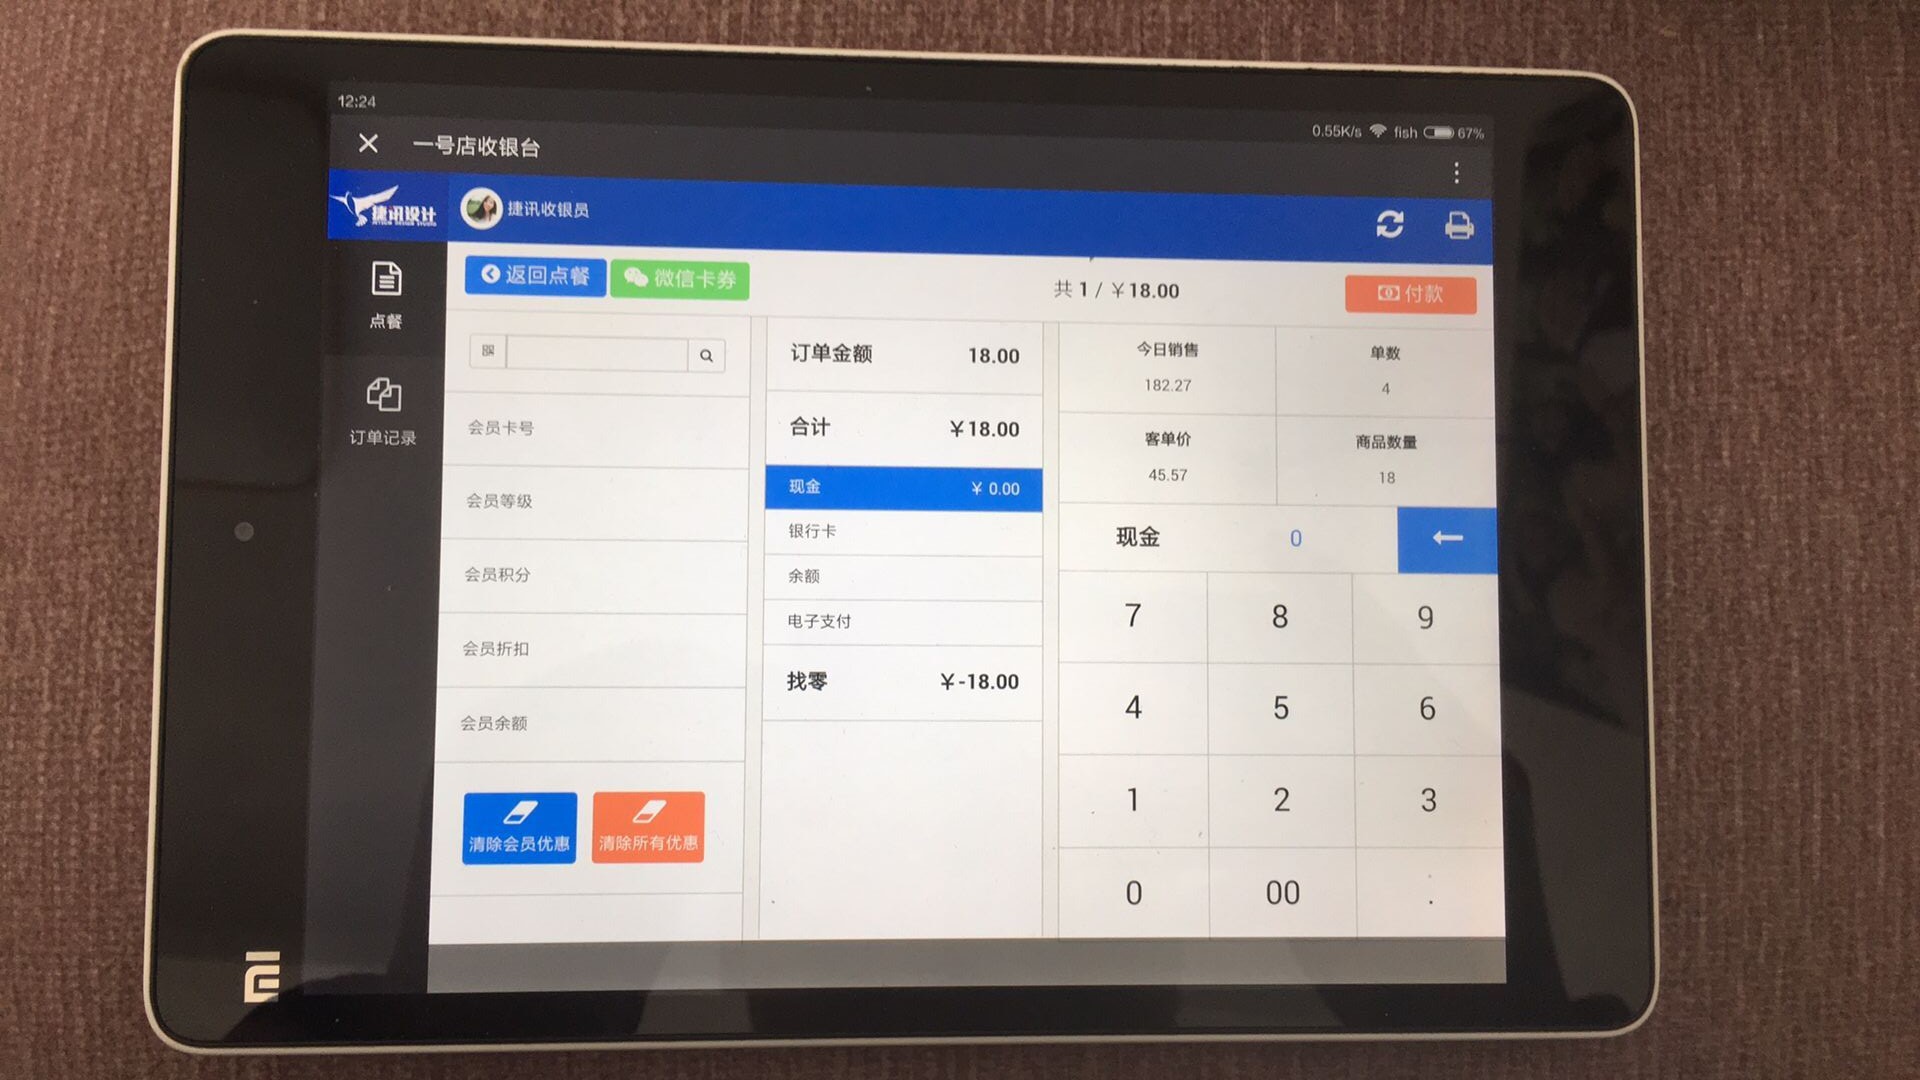 12:24
0.55K/s fish 67%
一号店收银台
捷讯设计
捷讯收银员
返回点餐
微信卡券
共 1 / ￥18.00
付款
点餐
订单记录
会员卡号
会员等级
会员积分
会员折扣
会员余额
清除会员优惠
清除所有优惠
订单金额 18.00
合计 ￥18.00
现金 ￥ 0.00
银行卡
余额
电子支付
找零 ￥-18.00
今日销售
182.27
单数
4
客单价
45.57
商品数量
18
现金 0
7 8 9
4 5 6
1 2 3
0 00 .